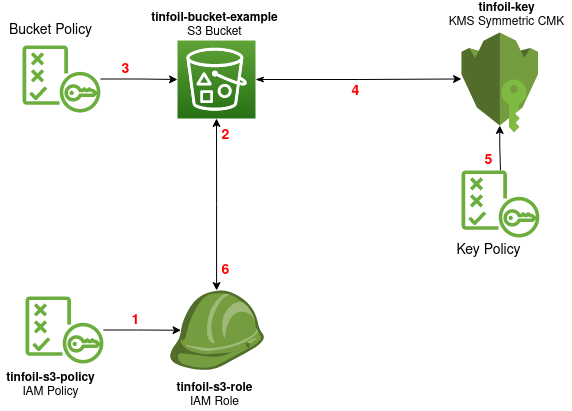 tinfoil-bucket-example
S3 Bucket
tinfoil-key
KMS Symmetric CMK
Bucket Policy
3
4
2
5
Key Policy
6
1
tinfoil-s3-policy
IAM Policy
tinfoil-s3-role
IAM Role